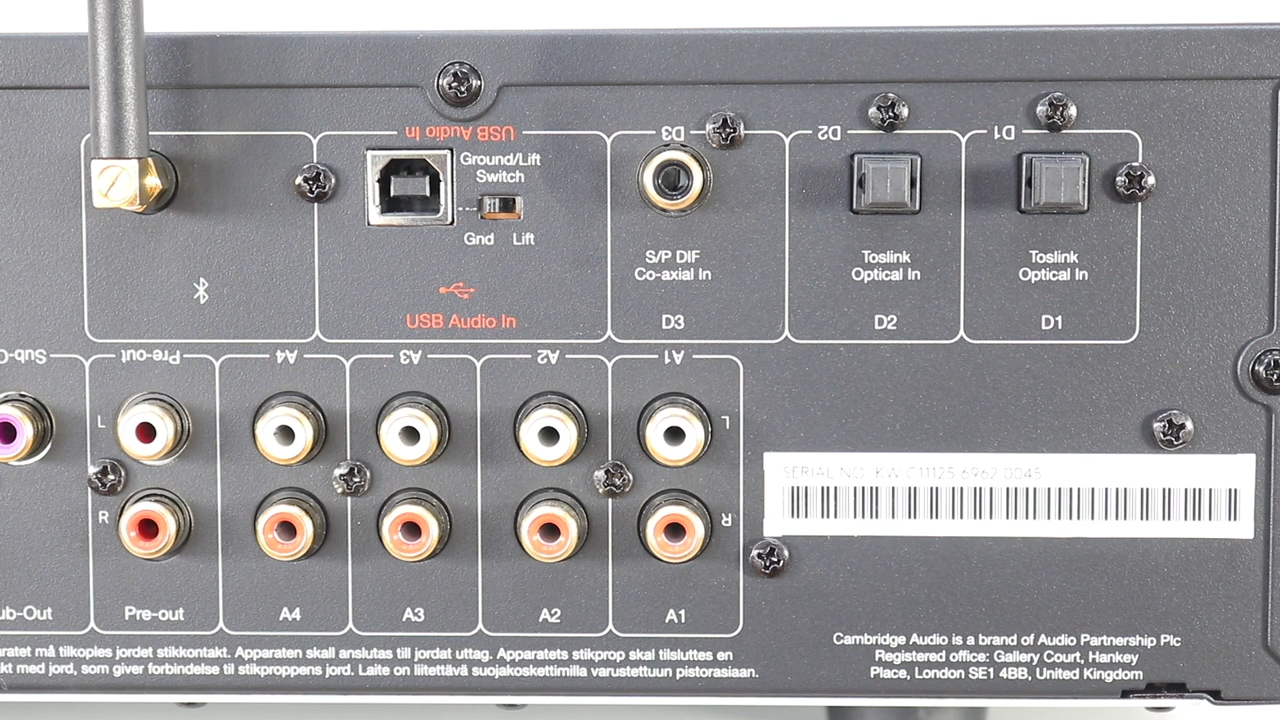 USB Audio In
D3
D2
D1
Ground/Lift
Switch
Gnd Lift
S/P DIF
Co-axial In
Toslink
Optical In
Toslink
Optical In
USB Audio In
D3
D2
D1
Pre-out
A4
A3
A2
A1
L
L
SERIAL NO. KW C11125 6962 0045
R
R
ub-Out
Pre-out
A4
A3
A2
A1
Cambridge Audio is a brand of Audio Partnership Plc
Registered office: Gallery Court, Hankey
Place, London SE1 4BB, United Kingdom
ratet må tilkoples jordet stikkontakt. Apparaten skall anslutas till jordat uttag. Apparatets stikprop skal tilsluttes en
kt med jord, som giver forbindelse til stikproppens jord. Laite on liitettävä suojakoskettimilla varustettuun pistorasiaan.